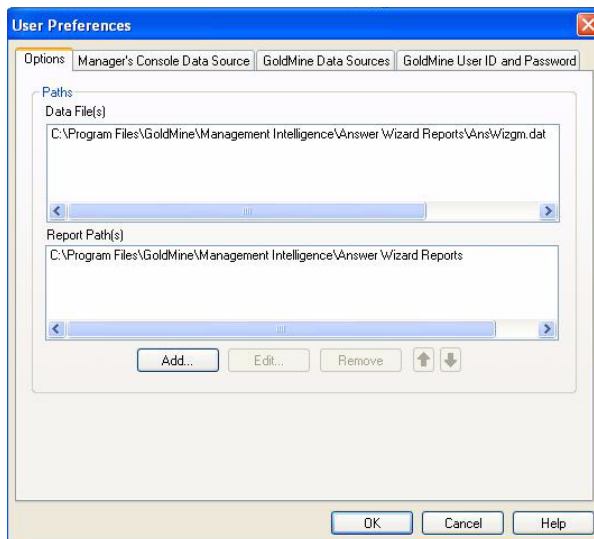 User Preferences
Options Manager's Console Data Source GoldMine Data Sources GoldMine User ID and Password
Paths
Data File(s)
C:\Program Files\GoldMine\Management Intelligence\Answer Wizard Reports\AnsWizgm.dat
Report Path(s)
C:\Program Files\GoldMine\Management Intelligence\Answer Wizard Reports
Add... Edit... Remove
OK Cancel Help